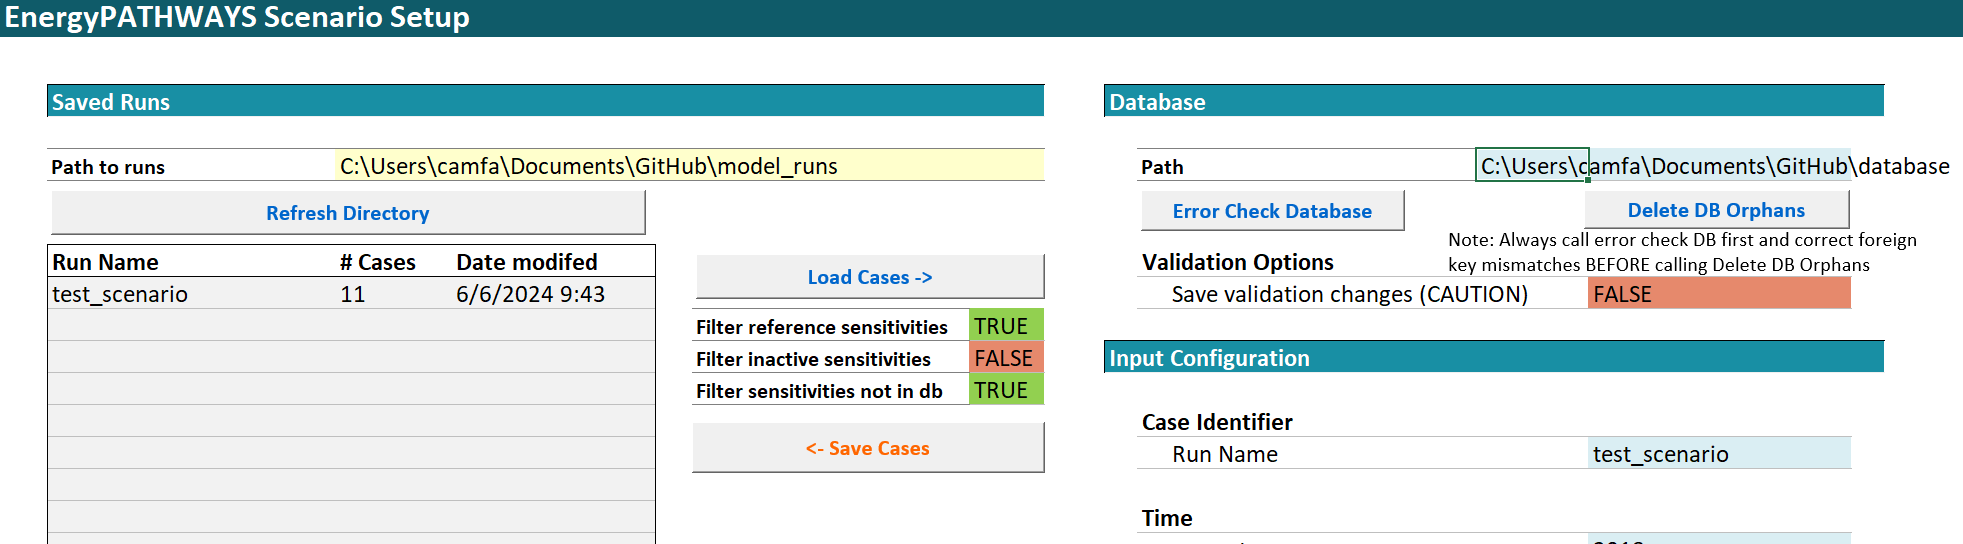 EnergyPATHWAYS Scenario Setup
Saved Runs
Path to runs C:\Users\camfa\Documents\GitHub\model_runs
Refresh Directory
Run Name # Cases Date modifed
test_scenario 11 6/6/2024 9:43
Load Cases ->
Filter reference sensitivities TRUE
Filter inactive sensitivities FALSE
Filter sensitivities not in db TRUE
<- Save Cases
Database
Path C:\Users\camfa\Documents\GitHub\database
Error Check Database Delete DB Orphans
Note: Always call error check DB first and correct foreign
key mismatches BEFORE calling Delete DB Orphans
Validation Options
Save validation changes (CAUTION) FALSE
Input Configuration
Case Identifier
Run Name test_scenario
Time